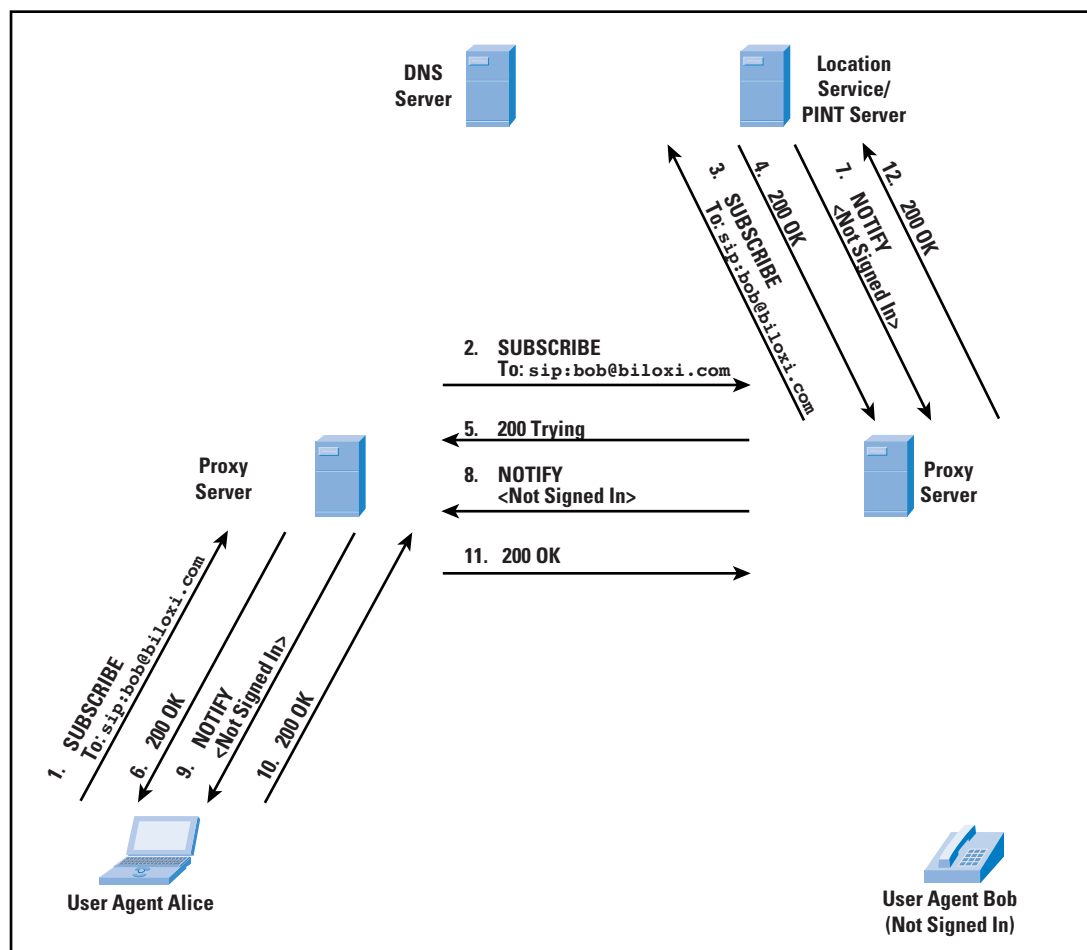 DNS
Server
Location
Service/
PINT Server
3. SUBSCRIBE
To: sip:bob@biloxi.com
4. 200 OK
7. NOTIFY
<Not Signed In>
12. 200 OK
2. SUBSCRIBE
To: sip:bob@biloxi.com
5. 200 Trying
8. NOTIFY
<Not Signed In>
11. 200 OK
Proxy
Server
Proxy
Server
1. SUBSCRIBE
To: sip:bob@biloxi.com
6. 200 OK
9. NOTIFY
<Not Signed In>
10. 200 OK
User Agent Alice
User Agent Bob
(Not Signed In)